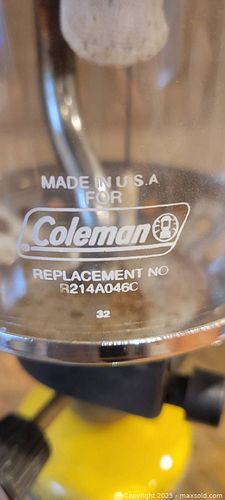 MADE IN U.S.A
FOR
Coleman
REPLACEMENT NO
R214A046C
32
Copyright 2025 - maxsold.com